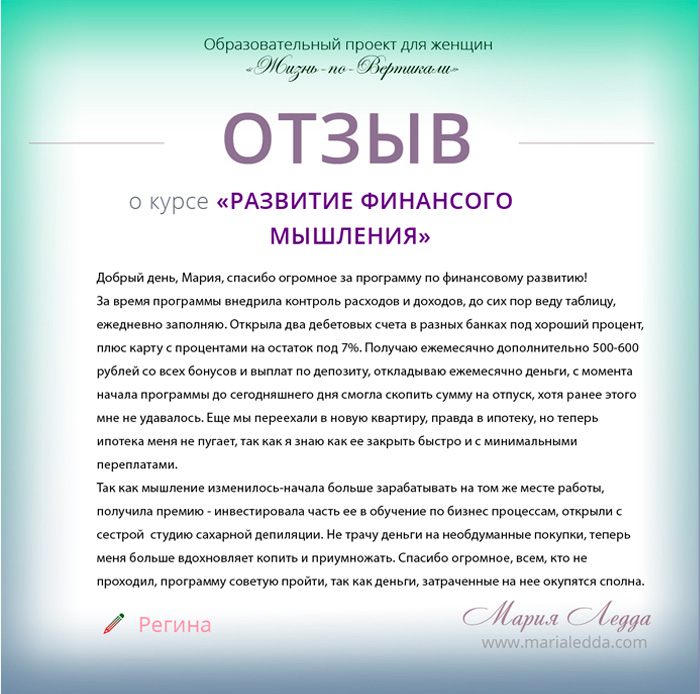 Образовательный проект для женщин
«Жизнь-по-Вертикали»
ОТЗЫВ
о курсе «РАЗВИТИЕ ФИНАНСОГО
МЫШЛЕНИЯ»
Добрый день, Мария, спасибо огромное за программу по финансовому развитию!
За время программы внедрила контроль расходов и доходов, до сих пор веду таблицу,
ежедневно заполняю. Открыла два дебетовых счета в разных банках под хороший процент,
плюс карту с процентами на остаток под 7%. Получаю ежемесячно дополнительно 500-600
рублей со всех бонусов и выплат по депозиту, откладываю ежемесячно деньги, с момента
начала программы до сегодняшнего дня смогла скопить сумму на отпуск, хотя ранее этого
мне не удавалось. Еще мы переехали в новую квартиру, правда в ипотеку, но теперь
ипотека меня не пугает, так как я знаю как ее закрыть быстро и с минимальными
переплатами.
Так как мышление изменилось-начала больше зарабатывать на том же месте работы,
получила премию - инвестировала часть ее в обучение по бизнес процессам, открыли с
сестрой студию сахарной депиляции. Не трачу деньги на необдуманные покупки, теперь
меня больше вдохновляет копить и приумножать. Спасибо огромное, всем, кто не
проходил, программу советую пройти, так как деньги, затраченные на нее окупятся сполна.
Регина
Мария Ледда
www.marialedda.com